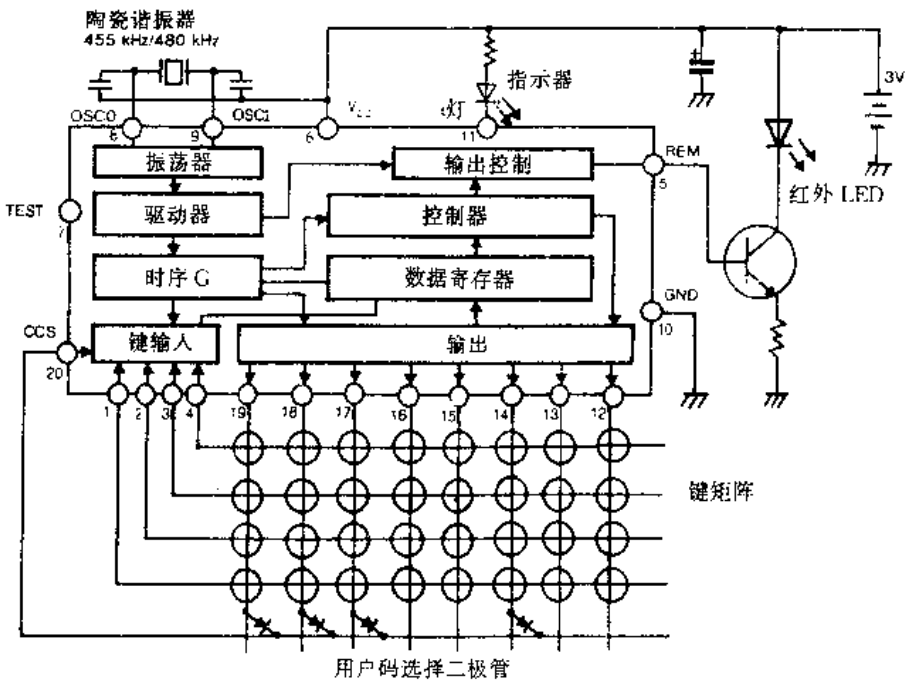 陶瓷谐振器
455 kHz/480 kHz
指示器
3V
OSCO
OSCI
灯
8
9
6
11
振荡器
输出控制
REM
5
红外 LED
TEST
7
驱动器
控制器
时序 G
数据寄存器
GND
10
CCS
20
键输入
输出
1
2
3
4
19
18
17
16
15
14
13
12
键矩阵
用户码选择二极管